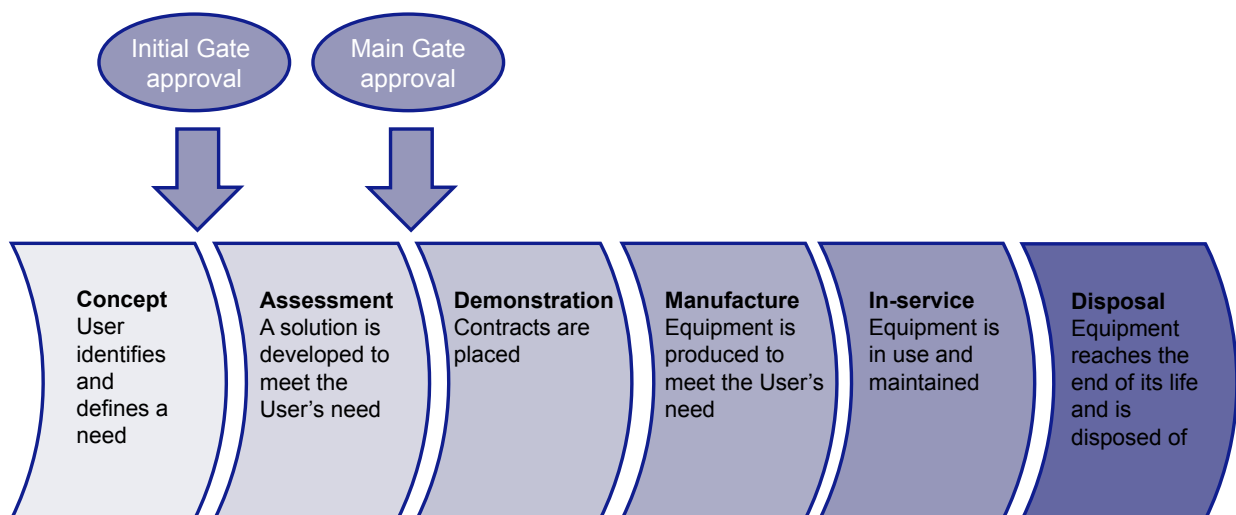 Initial Gate
approval
Main Gate
approval
Concept
User
identifies
and
defines a
need
Assessment
A solution is
developed to
meet the
User's need
Demonstration
Contracts are
placed
Manufacture
Equipment is
produced to
meet the User's
need
In-service
Equipment is
in use and
maintained
Disposal
Equipment
reaches the
end of its life
and is
disposed of